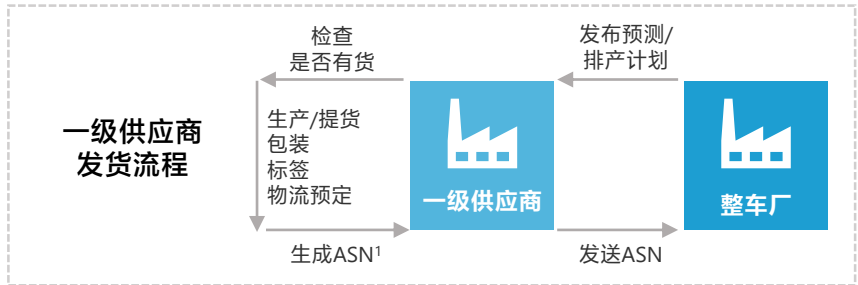 一级供应商
发货流程
检查
是否有货
生产/提货
包装
标签
物流预定
生成ASN¹
一级供应商
发布预测/
排产计划
发送ASN
整车厂